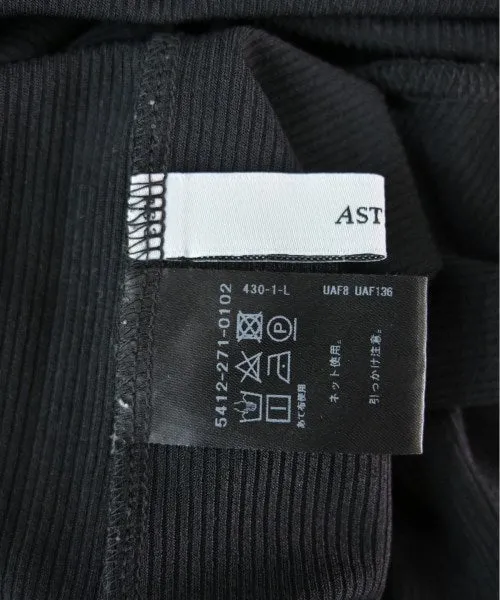 AST
5412-271-0102
430-1-L
UAF8 UAF136
あて布使用
ネット使用。
引っかけ注意。